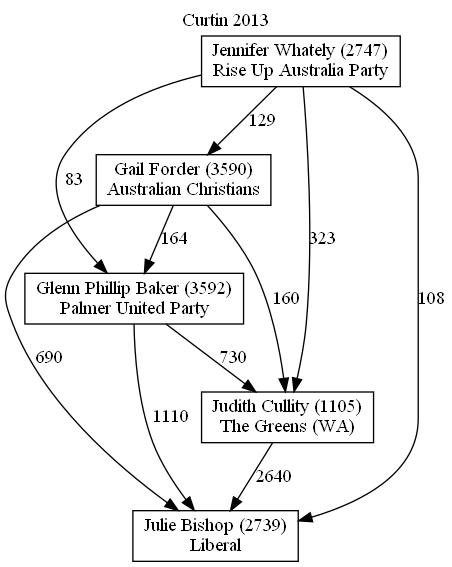 Curtin 2013
Jennifer Whately (2747)
Rise Up Australia Party
129
Gail Forder (3590)
Australian Christians
83
164
323
Glenn Phillip Baker (3592)
Palmer United Party
160
108
690
730
Judith Cullity (1105)
The Greens (WA)
1110
2640
Julie Bishop (2739)
Liberal